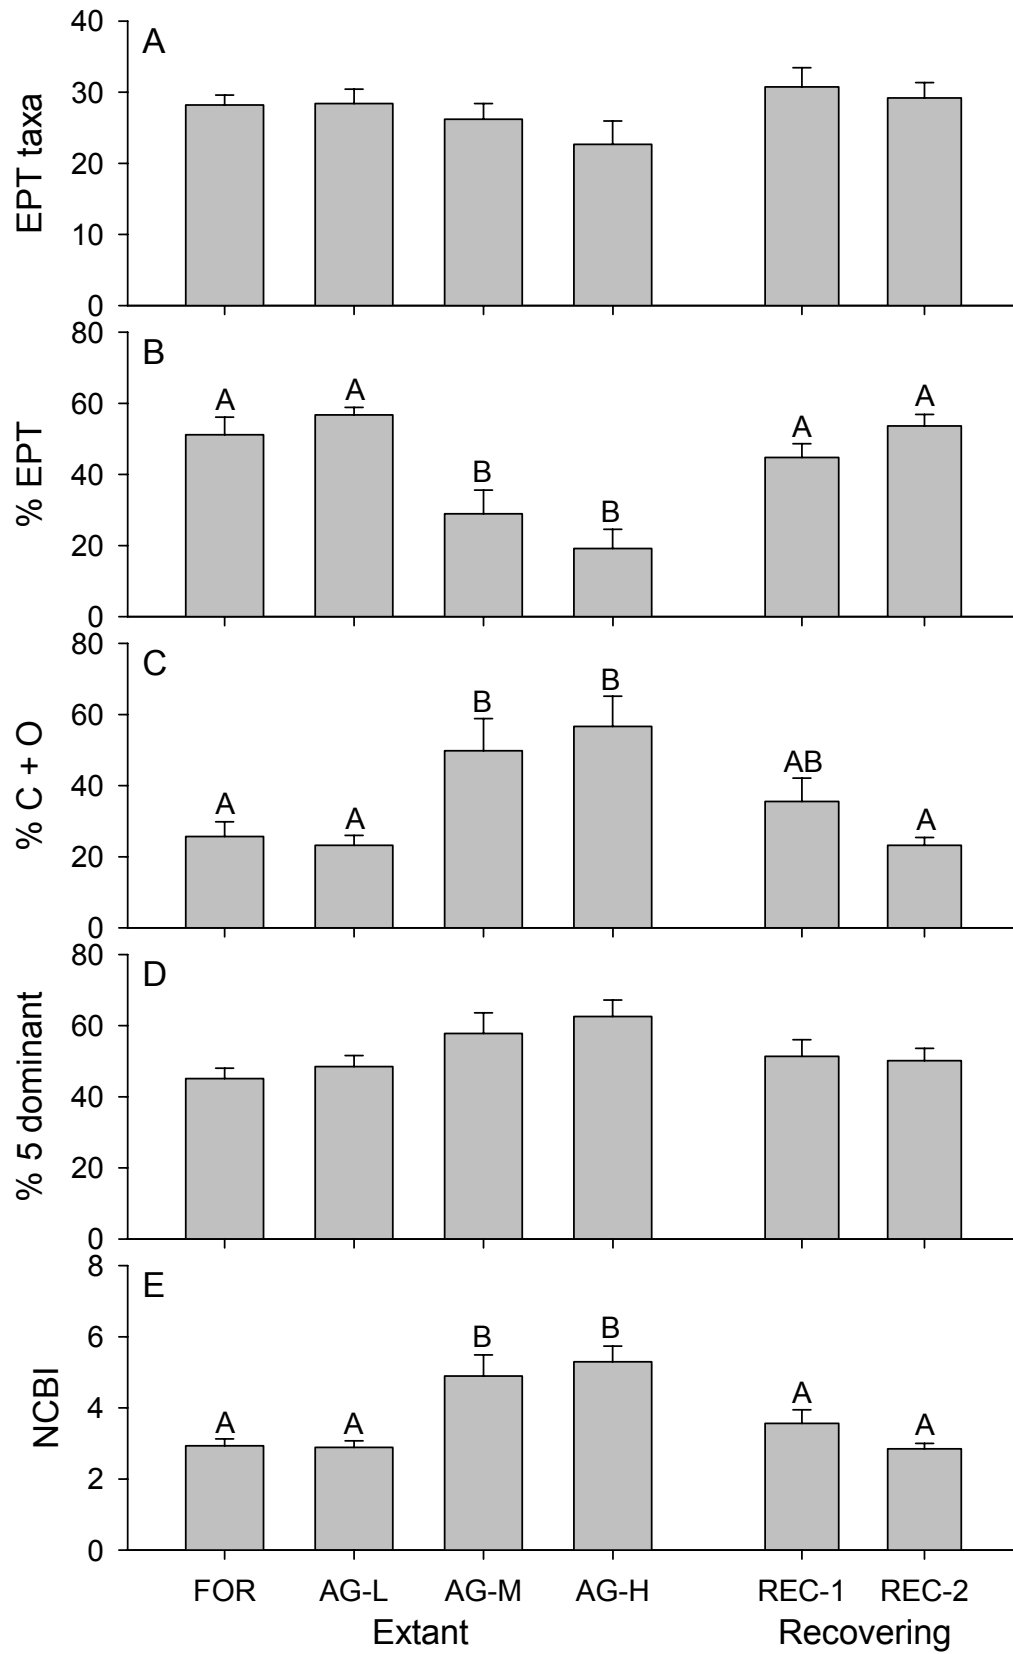 A
EPT taxa
40
30
20
10
0
B
% EPT
80
60
40
20
0
A
A
B
B
A
A
C
% C + O
80
60
40
20
0
A
A
B
B
AB
A
D
% 5 dominant
80
60
40
20
0
E
NCBI
8
6
4
2
0
A
A
B
B
A
A
FOR AG-L AG-M AG-H REC-1 REC-2
Extant Recovering